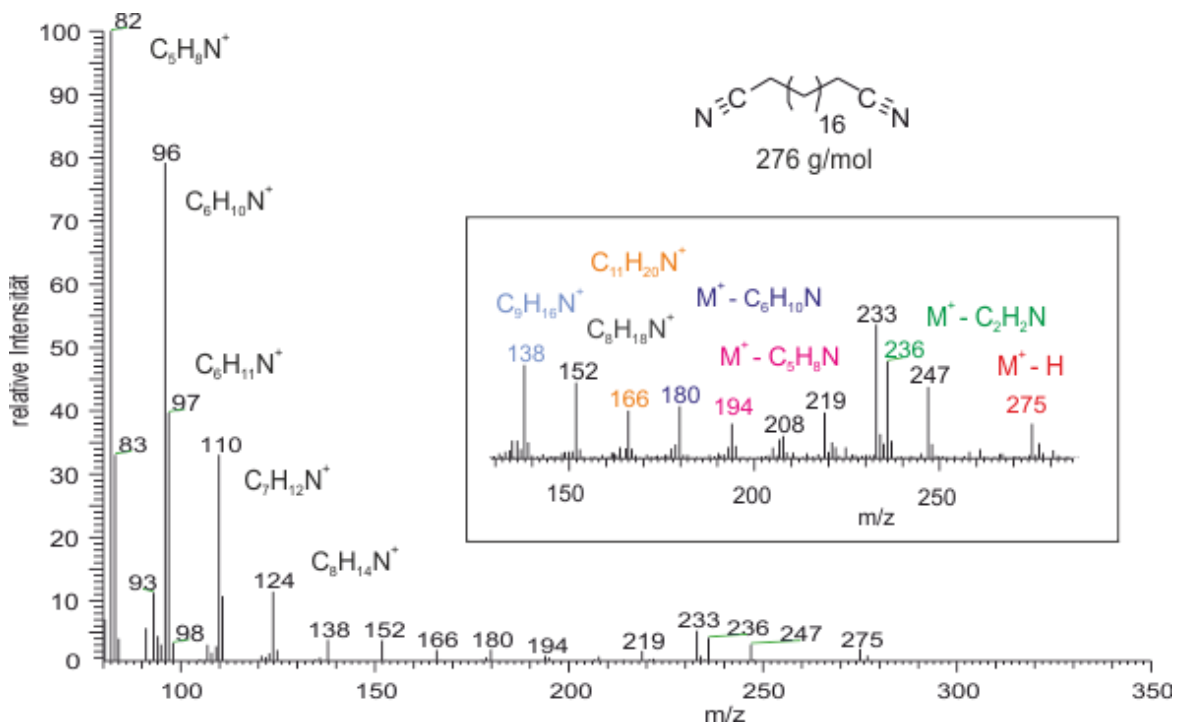 relative Intensität
100
90
80
70
60
50
40
30
20
10
0
82
C₅H₈N⁺
96
C₆H₁₀N⁺
C₆H₁₁N⁺
97
83
110
C₇H₁₂N⁺
93
98
124
C₈H₁₄N⁺
138
152
166
180
194
219
233
236
247
275
100
150
200
250
300
350
m/z
N
C
16
C
N
276 g/mol
C₁₁H₂₀N⁺
C₉H₁₆N⁺
M⁺ - C₆H₁₀N
C₈H₁₈N⁺
M⁺ - C₅H₈N
M⁺ - C₂H₂N
M⁺ - H
138
152
166
180
194
208
219
233
236
247
275
150
200
250
m/z